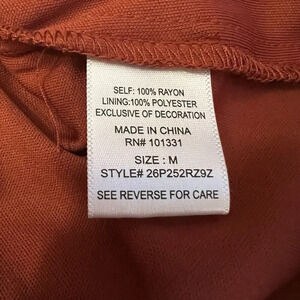 SELF: 100% RAYON
LINING:100% POLYESTER
EXCLUSIVE OF DECORATION
MADE IN CHINA
RN# 101331
SIZE : M
STYLE# 26P252RZ9Z
SEE REVERSE FOR CARE